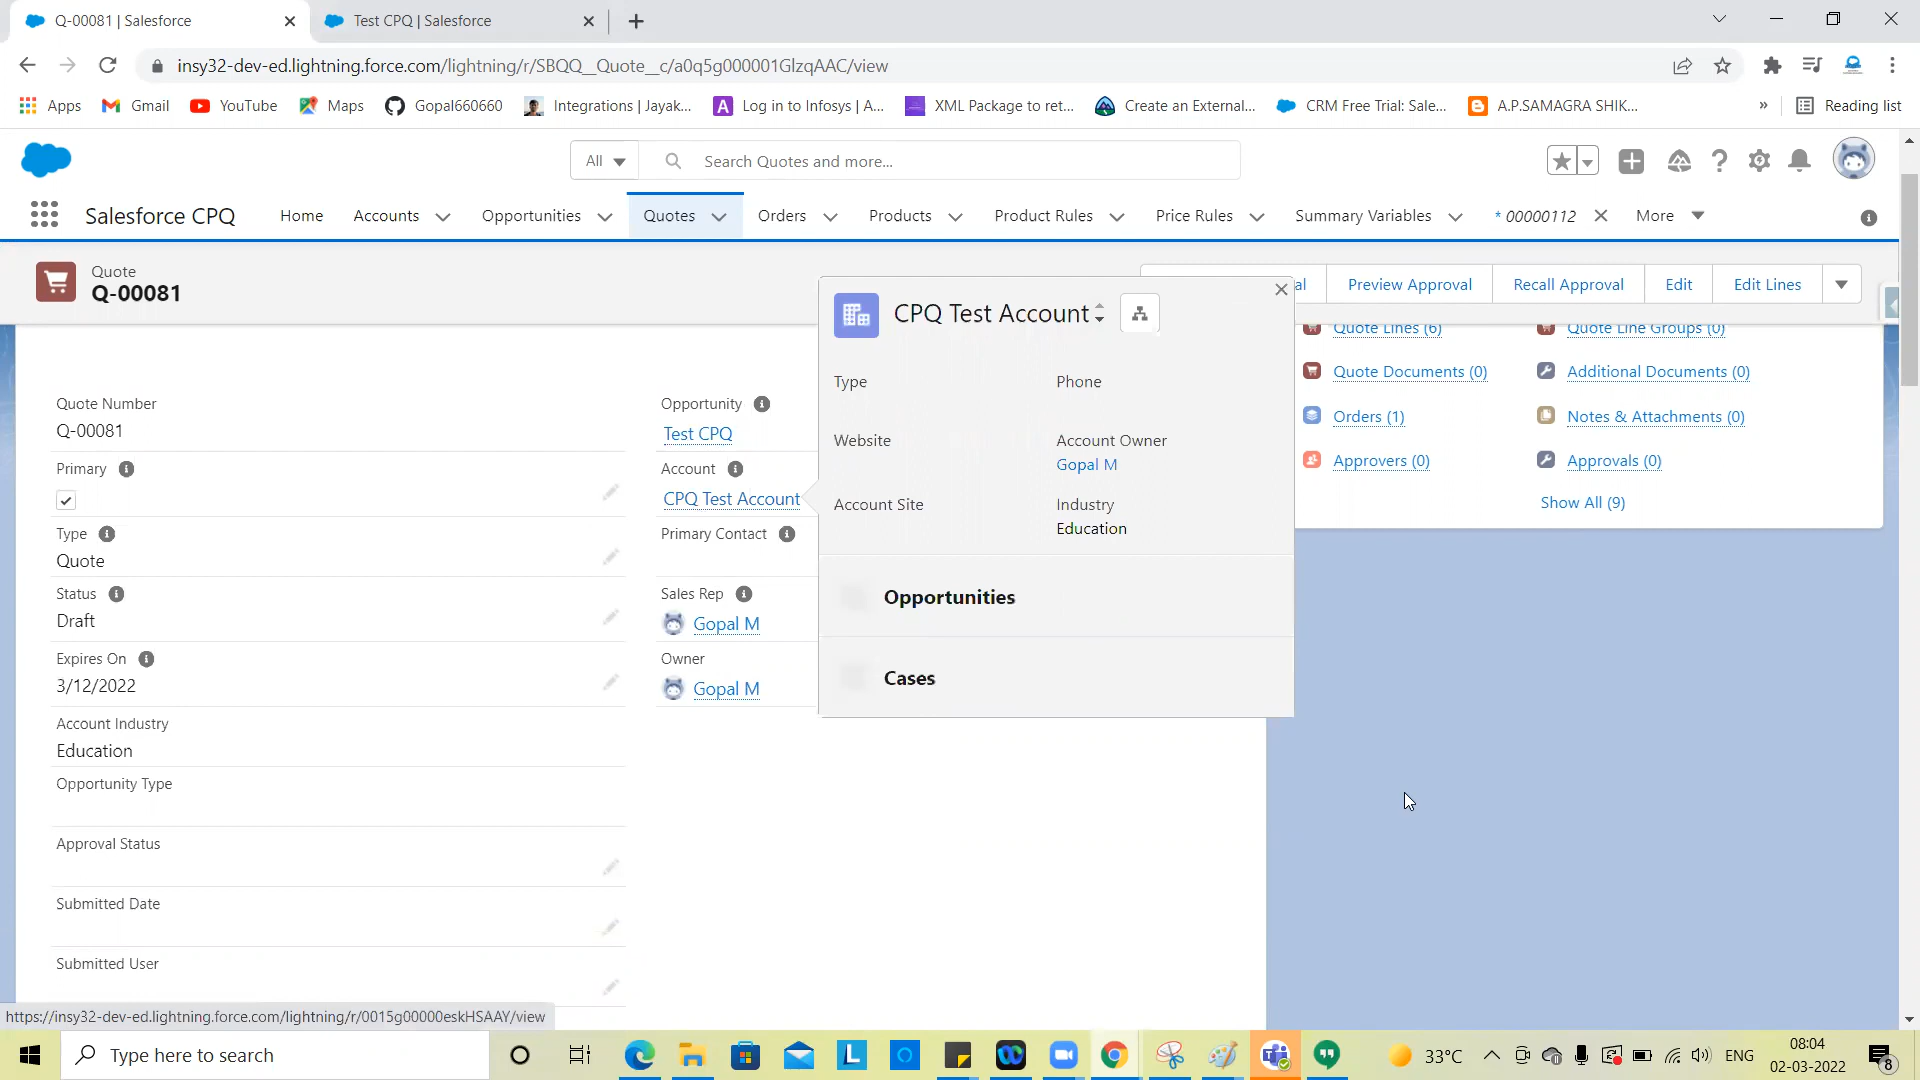 Q-00081 | Salesforce
Test CPQ | Salesforce
insy32-dev-ed.lightning.force.com/lightning/r/SBQQ__Quote__c/a0q5g000001GlzqAAC/view
Apps
Gmail
YouTube
Maps
Gopal660660
Integrations | Jayak...
Log in to Infosys | A...
XML Package to ret...
Create an External...
CRM Free Trial: Sale...
A.P.SAMAGRA SHIK...
»
Reading list
All
Search Quotes and more...
Salesforce CPQ
Home
Accounts
Opportunities
Quotes
Orders
Products
Product Rules
Price Rules
Summary Variables
* 00000112
More
Quote
Q-00081
al
Preview Approval
Recall Approval
Edit
Edit Lines
Quote Number
Q-00081
Primary
Type
Quote
Status
Draft
Expires On
3/12/2022
Account Industry
Education
Opportunity Type
Approval Status
Submitted Date
Submitted User
Opportunity
Test CPQ
Account
CPQ Test Account
Primary Contact
Sales Rep
Gopal M
Owner
Gopal M
CPQ Test Account
Type
Phone
Website
Account Owner
Gopal M
Account Site
Industry
Education
Opportunities
Cases
Quote Lines (6)
Quote Line Groups (0)
Quote Documents (0)
Additional Documents (0)
Orders (1)
Notes & Attachments (0)
Approvers (0)
Approvals (0)
Show All (9)
https://insy32-dev-ed.lightning.force.com/lightning/r/0015g00000eskHSAAY/view
Type here to search
33°C
ENG
08:04
02-03-2022
8